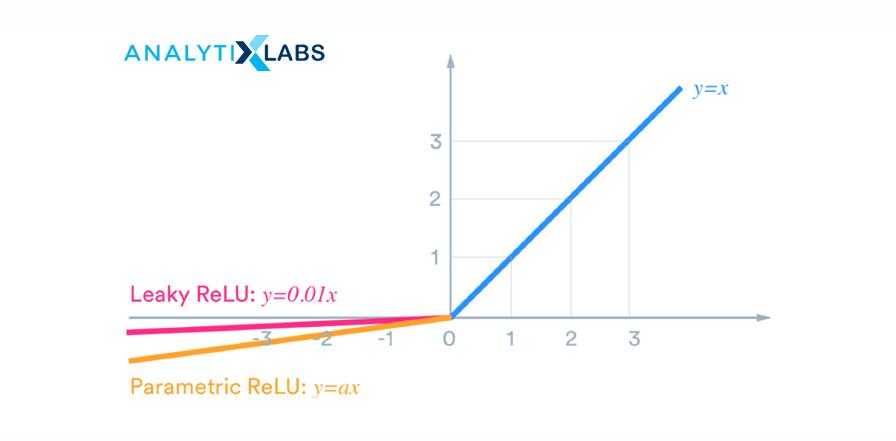 ANALYTIXLABS
y=x
3
2
1
Leaky ReLU: y=0.01x
-3 -2 -1 0 1 2 3
Parametric ReLU: y=ax